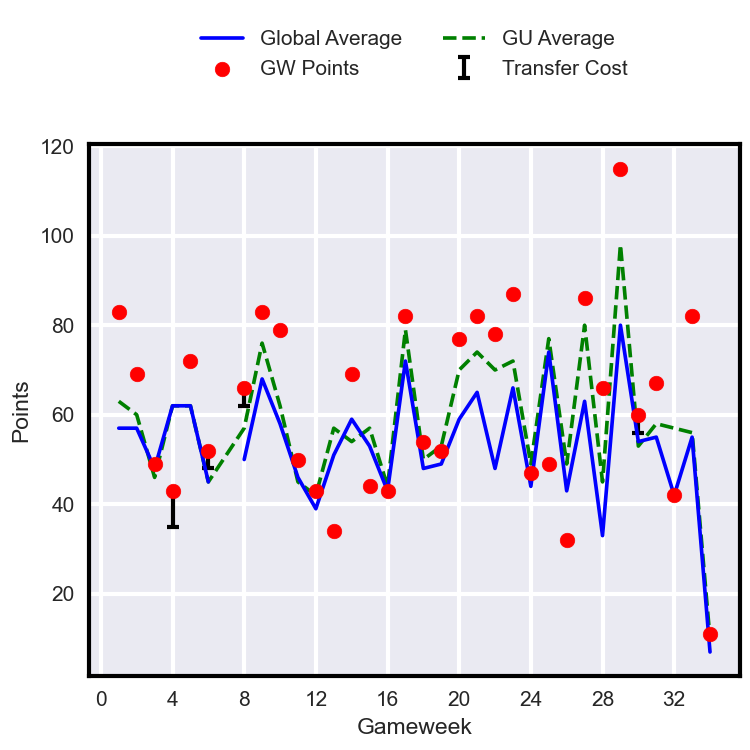 Global Average
GU Average
GW Points
Transfer Cost
120
100
80
60
40
20
Points
0 4 8 12 16 20 24 28 32
Gameweek